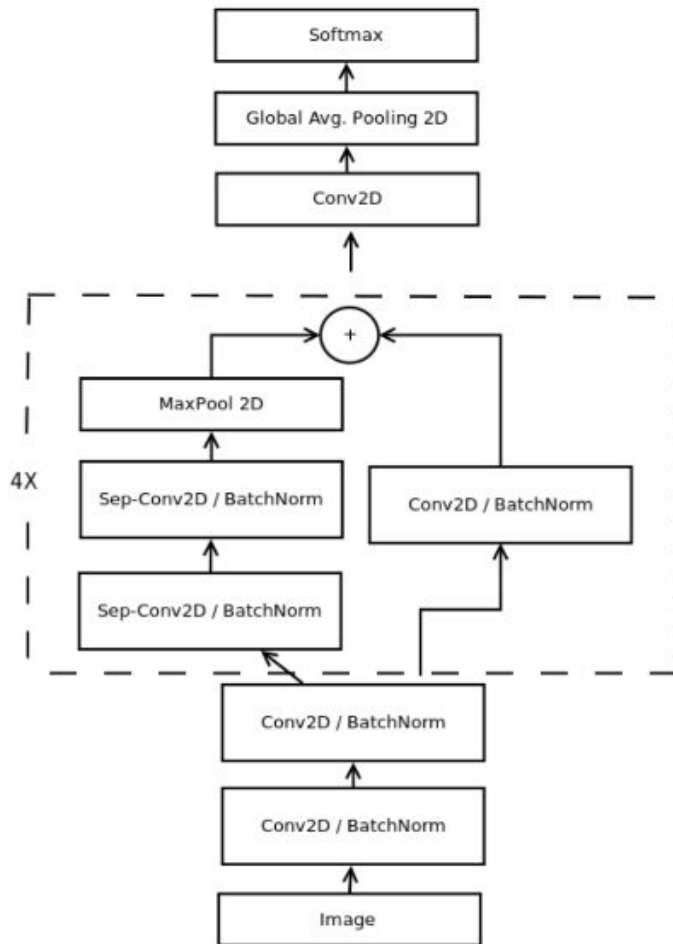 Softmax
Global Avg. Pooling 2D
Conv2D
+
MaxPool 2D
4X
Sep-Conv2D / BatchNorm
Conv2D / BatchNorm
Sep-Conv2D / BatchNorm
Conv2D / BatchNorm
Conv2D / BatchNorm
Image